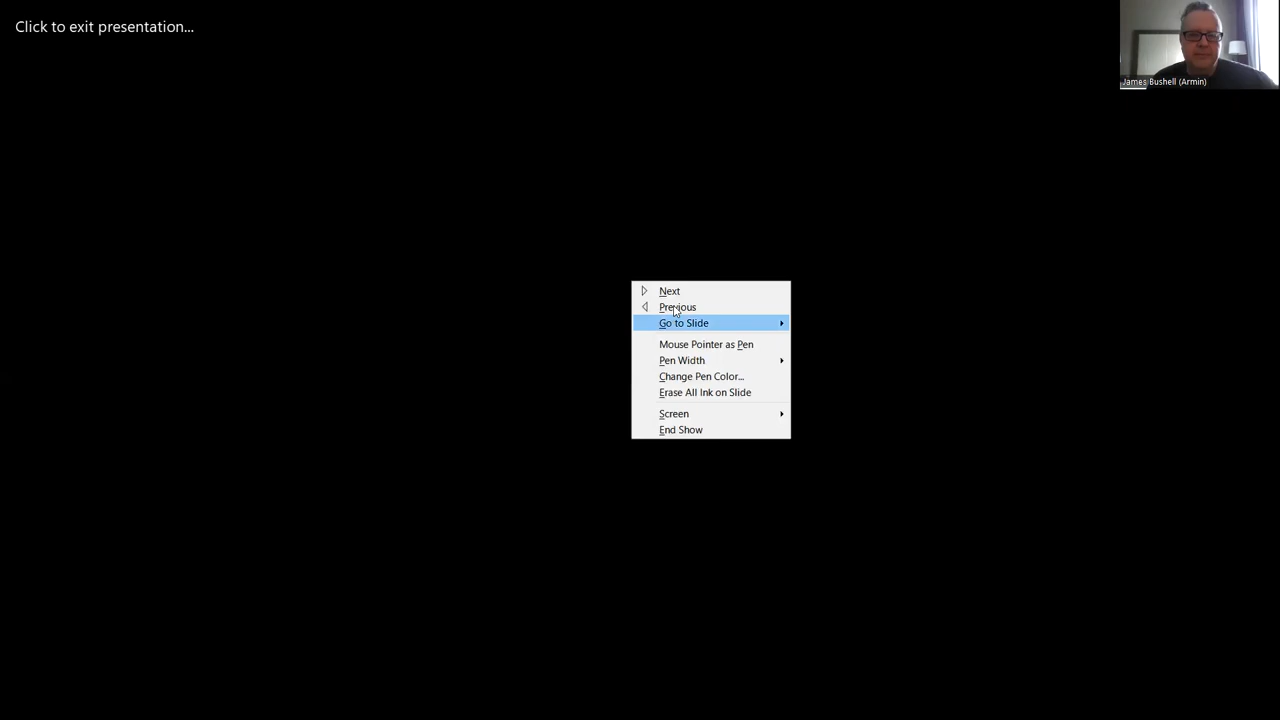 Click to exit presentation...
James Bushell (Armin)
Next
Previous
Go to Slide
Mouse Pointer as Pen
Pen Width
Change Pen Color...
Erase All Ink on Slide
Screen
End Show